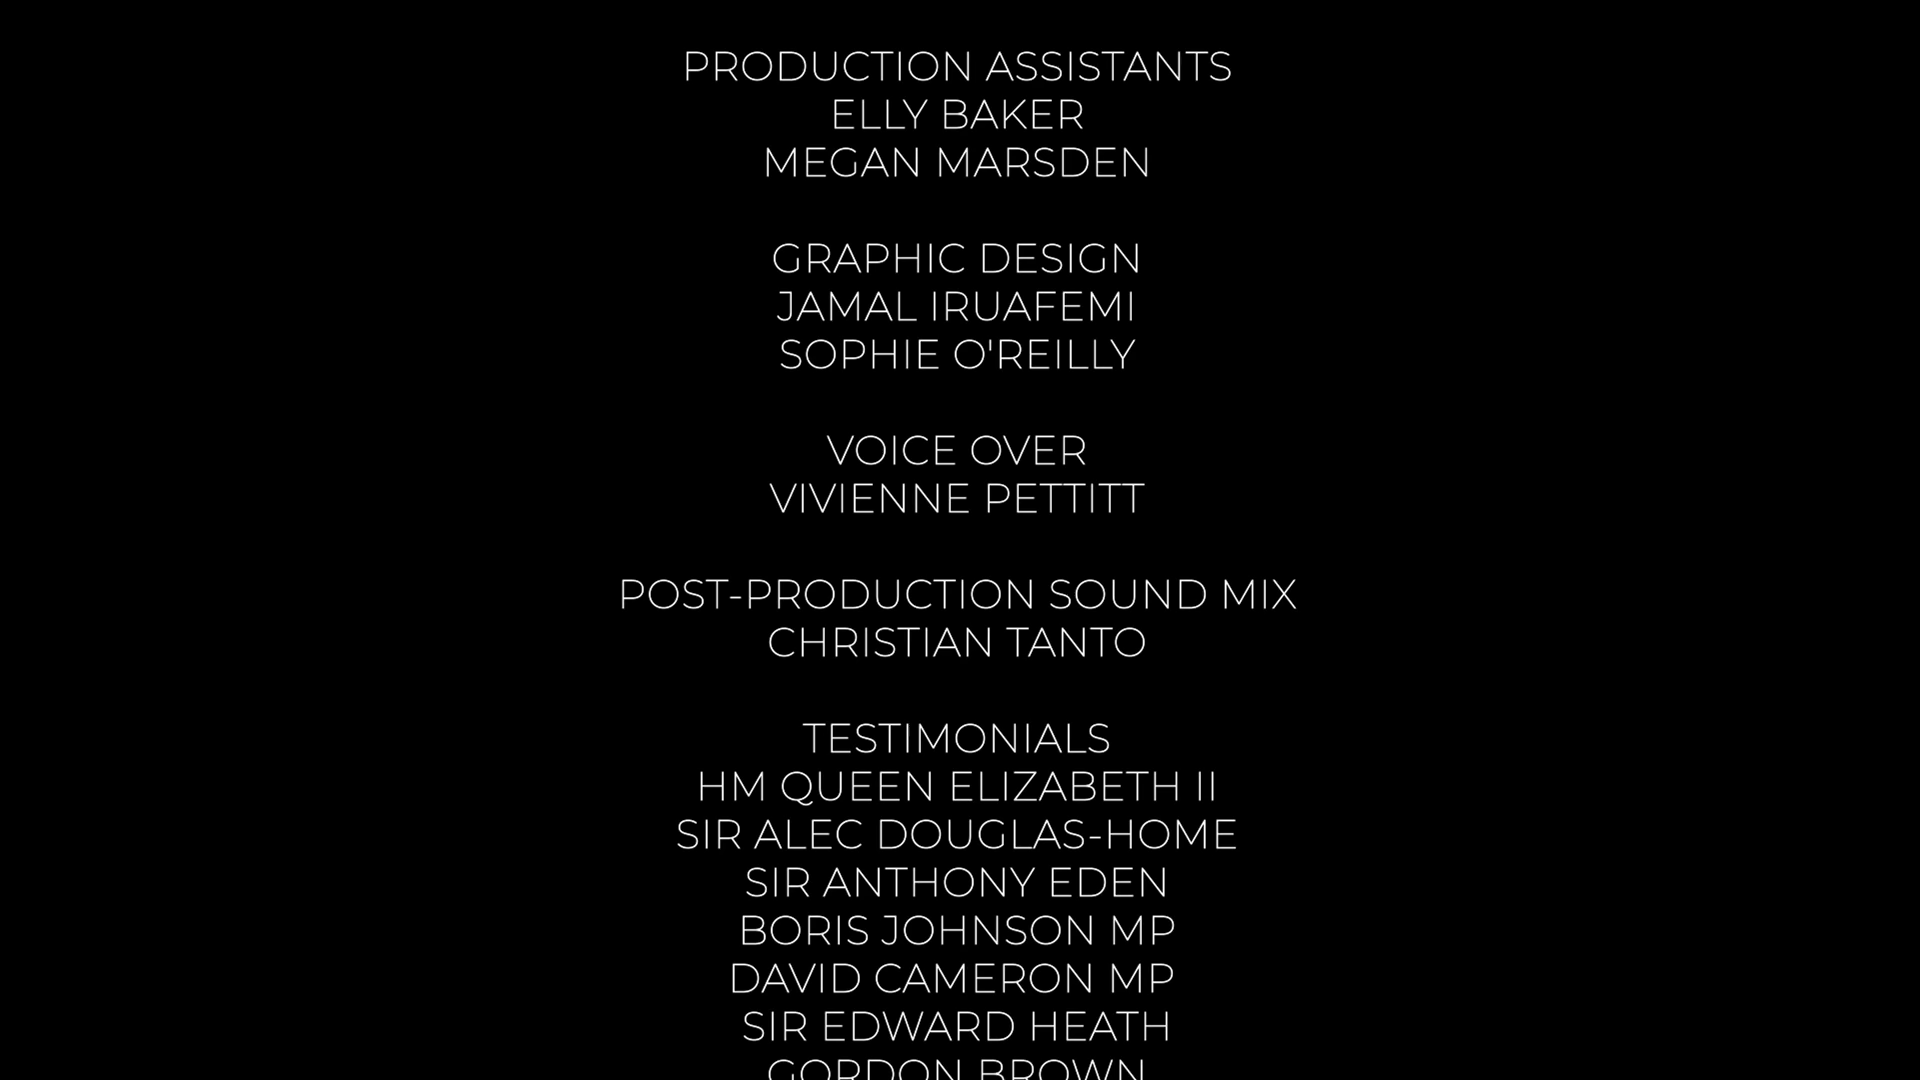 PRODUCTION ASSISTANTS
ELLY BAKER
MEGAN MARSDEN
GRAPHIC DESIGN
JAMAL IRUAFEMI
SOPHIE O'REILLY
VOICE OVER
VIVIENNE PETTITT
POST-PRODUCTION SOUND MIX
CHRISTIAN TANTO
TESTIMONIALS
HM QUEEN ELIZABETH II
SIR ALEC DOUGLAS-HOME
SIR ANTHONY EDEN
BORIS JOHNSON MP
DAVID CAMERON MP
SIR EDWARD HEATH
GORDON BROWN